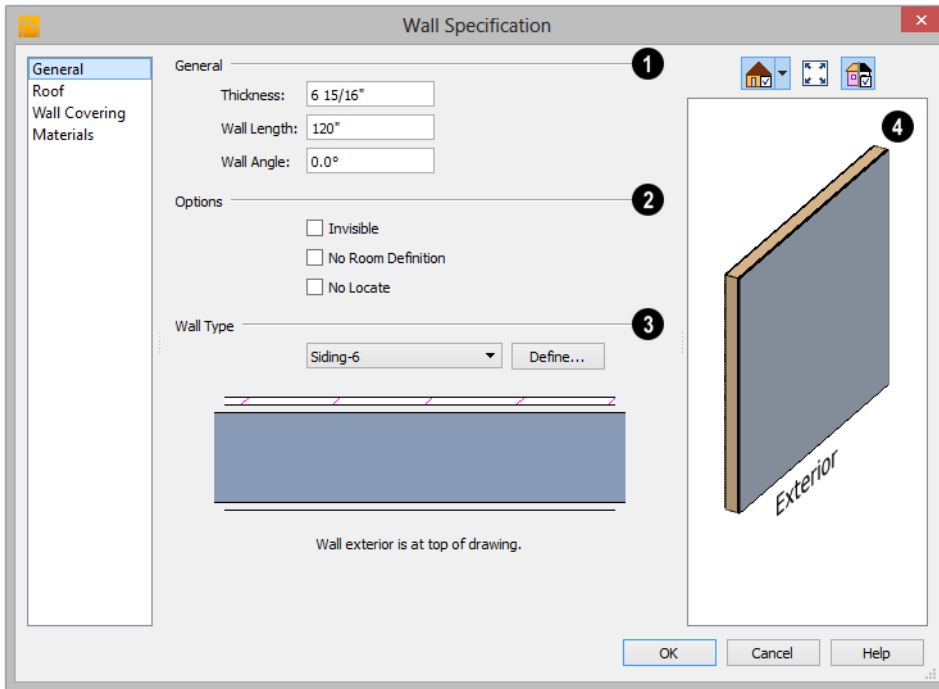 Wall Specification
General
Roof
Wall Covering
Materials
General
1
Thickness: 6 15/16"
Wall Length: 120"
Wall Angle: 0.0°
Options
2
Invisible
No Room Definition
No Locate
Wall Type
3
Siding-6
Define...
Wall exterior is at top of drawing.
4
Exterior
OK
Cancel
Help